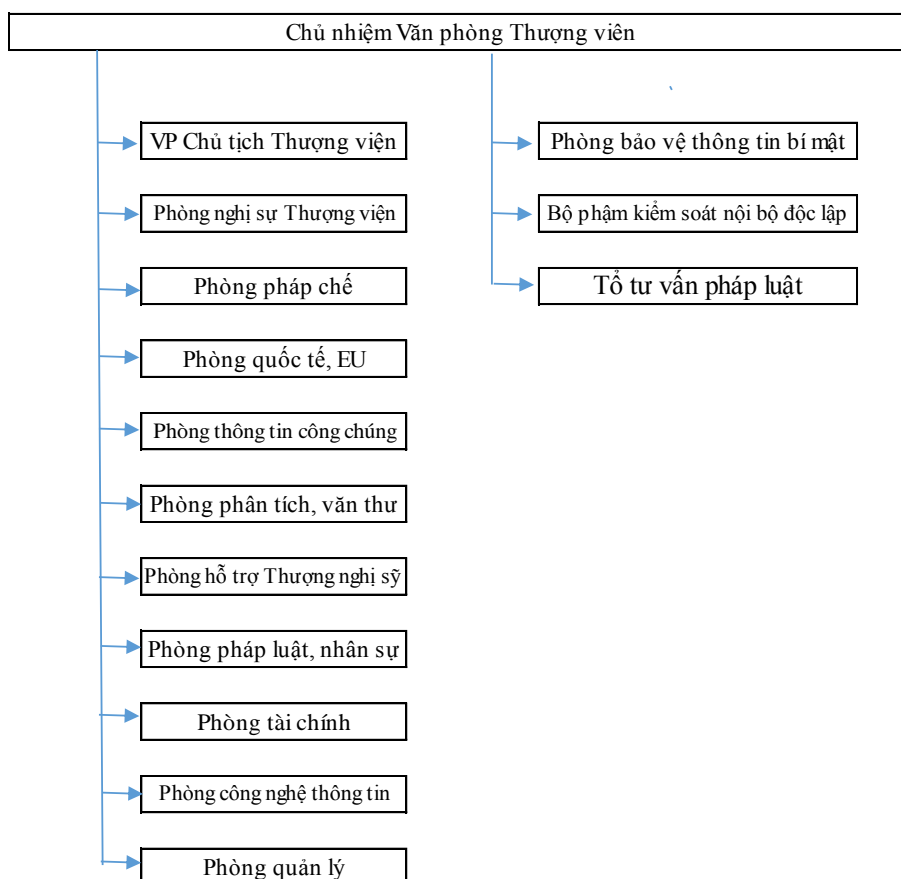 Chủ nhiệm Văn phòng Thượng viên
VP Chủ tịch Thượng viện
Phòng nghị sự Thượng viện
Phòng pháp chế
Phòng quốc tế, EU
Phòng thông tin công chúng
Phòng phân tích, văn thư
Phòng hỗ trợ Thượng nghị sỹ
Phòng pháp luật, nhân sự
Phòng tài chính
Phòng công nghệ thông tin
Phòng quản lý
Phòng bảo vệ thông tin bí mật
Bộ phậm kiểm soát nội bộ độc lập
Tổ tư vấn pháp luật